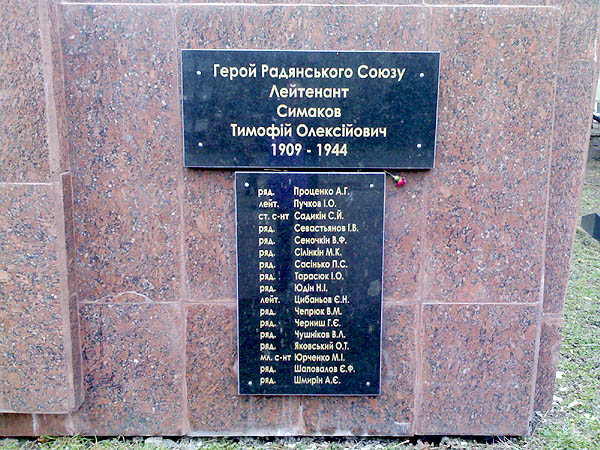 Герой Радянського Союзу
Лейтенант
Симаков
Тимофій Олексійович
1909 - 1944
ряд. Проценко А.Г.
лейт. Пучков І.О.
ст. с-нт Садикін С.Й.
ряд. Севастьянов І.В.
ряд. Сеночкін В.Ф.
ряд. Сілінкін М.К.
ряд. Сасінько П.С.
ряд. Тарасюк І.О.
ряд. Юдін Н.І.
лейт. Цибаньов Є.Н.
ряд. Чепрюк В.М.
ряд. Черниш Г.Є.
ряд. Чушніков В.Л.
ряд. Яковський О.Т.
мл. с-нт Юрченко М.І.
ряд. Шаповалов Є.Ф.
ряд. Шмирін А.Є.